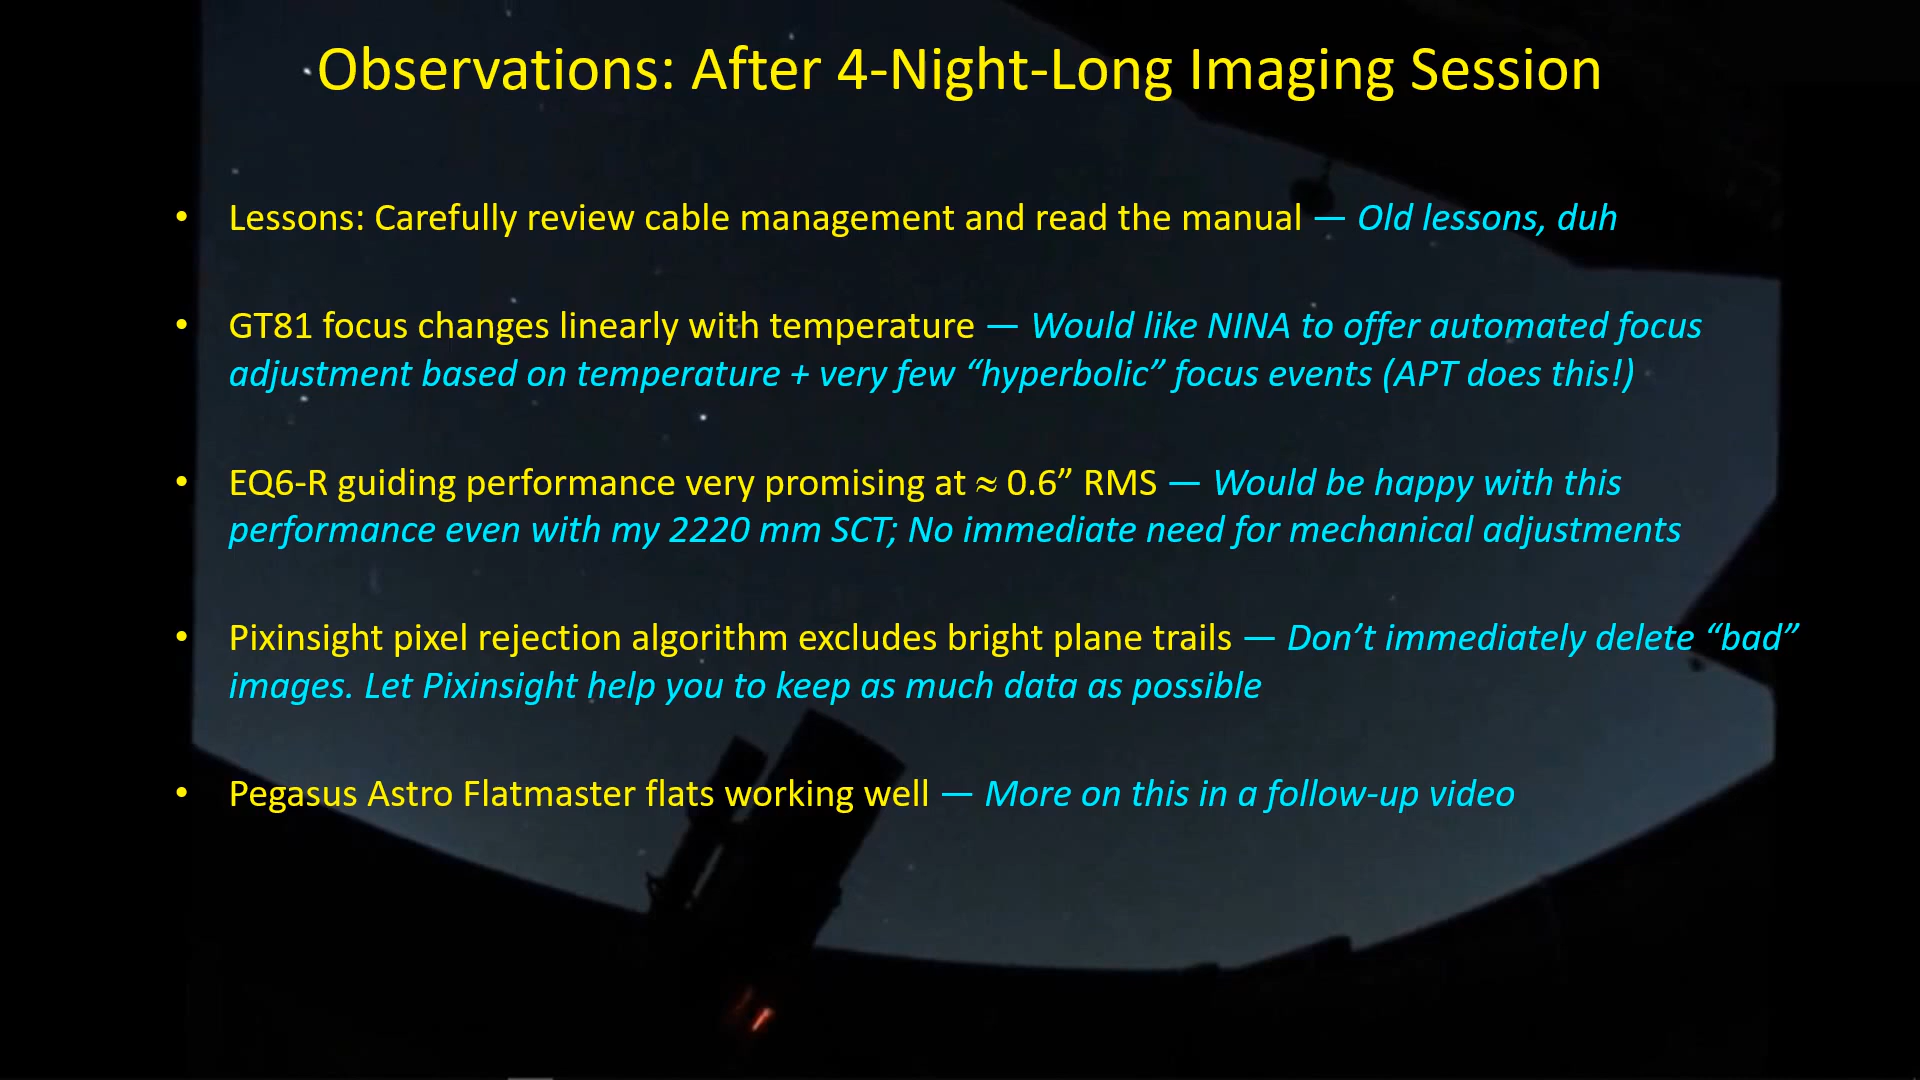 Observations: After 4-Night-Long Imaging Session
• Lessons: Carefully review cable management and read the manual — Old lessons, duh
• GT81 focus changes linearly with temperature — Would like NINA to offer automated focus
adjustment based on temperature + very few “hyperbolic” focus events (APT does this!)
• EQ6-R guiding performance very promising at ≈ 0.6” RMS — Would be happy with this
performance even with my 2220 mm SCT; No immediate need for mechanical adjustments
• Pixinsight pixel rejection algorithm excludes bright plane trails — Don’t immediately delete “bad”
images. Let Pixinsight help you to keep as much data as possible
• Pegasus Astro Flatmaster flats working well — More on this in a follow-up video